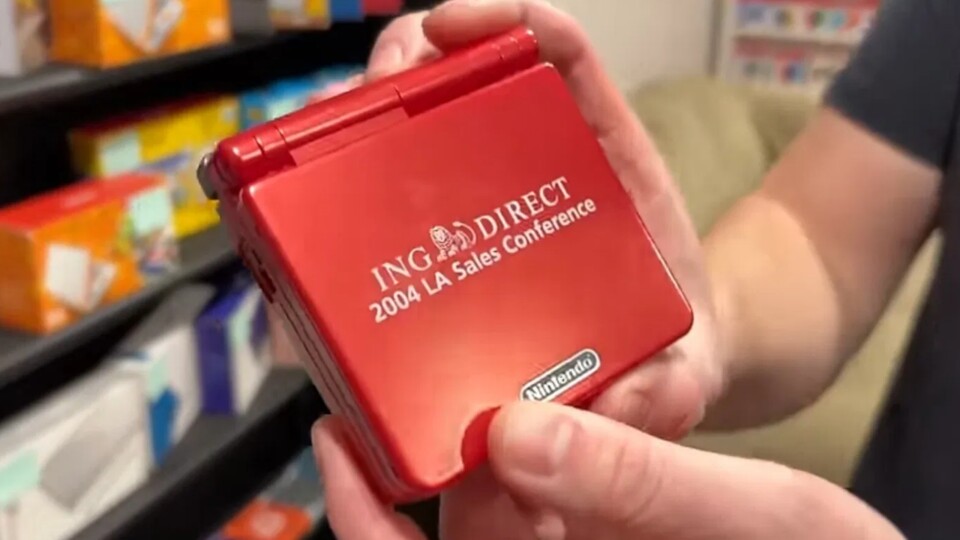 ING DIRECT
2004 LA Sales Conference
Nintendo